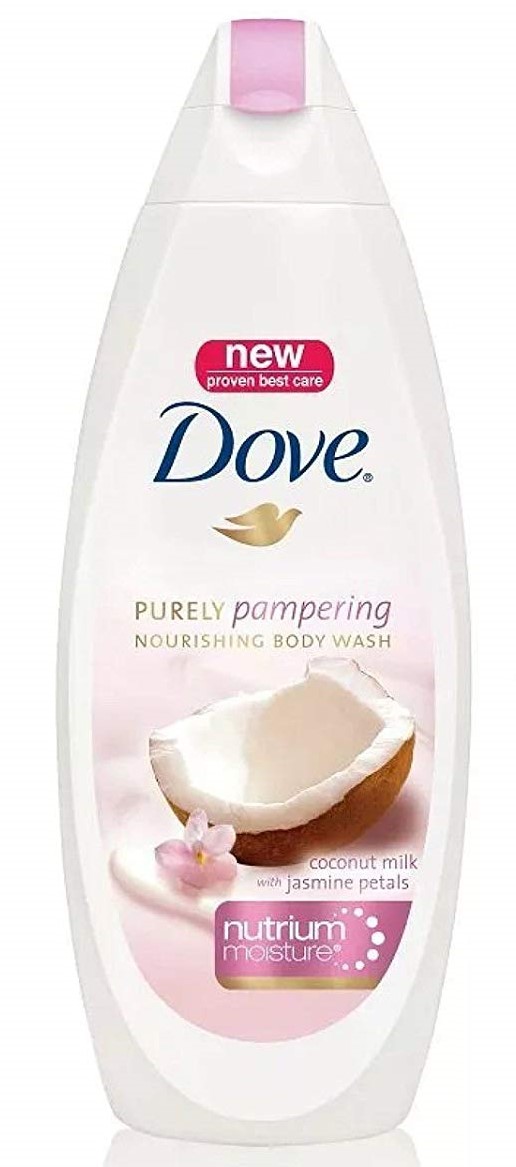 new
proven best care
Dove®
PURELY pampering
NOURISHING BODY WASH
coconut milk
with jasmine petals
nutrium
moisture®